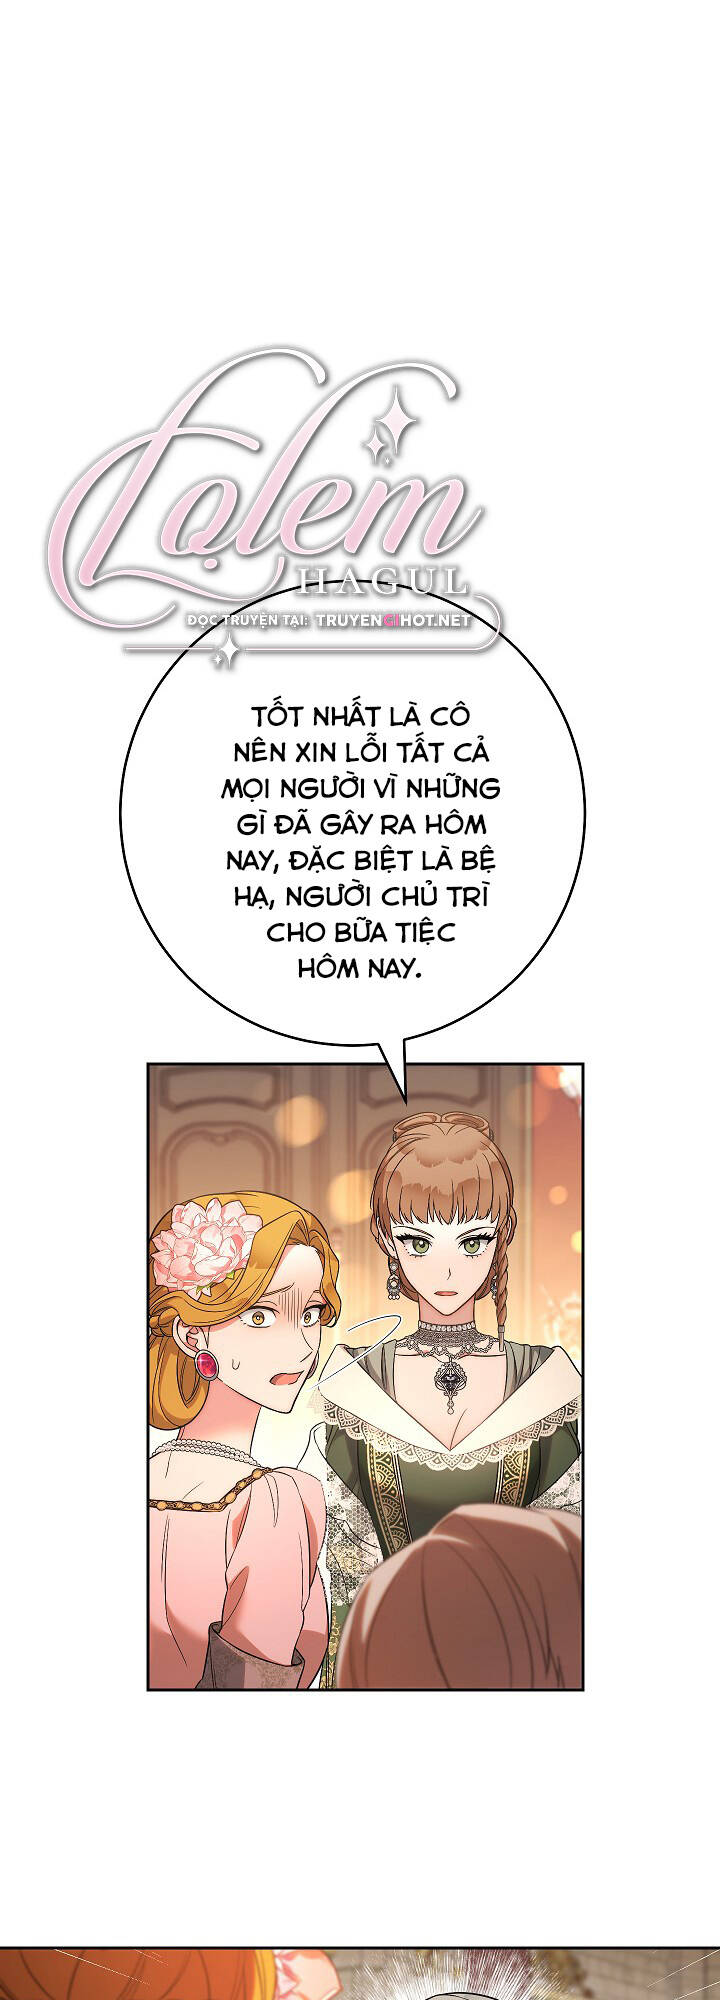 Lọlem
HAGUL
ĐỌC TRUYỆN TẠI: TRUYENGIHOT.NET
TỐT NHẤT LÀ CÔ
NÊN XIN LỖI TẤT CẢ
MỌI NGƯỜI VÌ NHỮNG
GÌ ĐÃ GÂY RA HÔM
NAY, ĐẶC BIỆT LÀ BỆ
HẠ, NGƯỜI CHỦ TRÌ
CHO BỮA TIỆC
HÔM NAY.